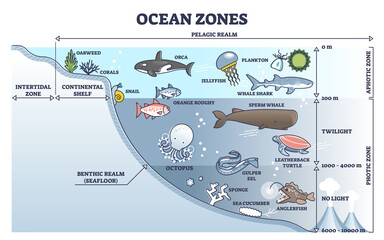 OCEAN ZONES
PELAGIC REALM
0 m
OARWEED
ORCA
PLANKTON
CORALS
JELLYFISH
WHALE SHARK
APHOTIC ZONE
INTERTIDAL
ZONE
CONTINENTAL
SHELF
SNAIL
200 m
ORANGE ROUGHY
SPERM WHALE
TWILIGHT
LEATHERBACK
TURTLE
1000 - 4000 m
BENTHIC REALM
(SEAFLOOR)
OCTOPUS
GULPER
EEL
PHOTIC ZONE
SPONGE
NO LIGHT
SEA CUCUMBER
ANGLERFISH
6000 - 10000 m